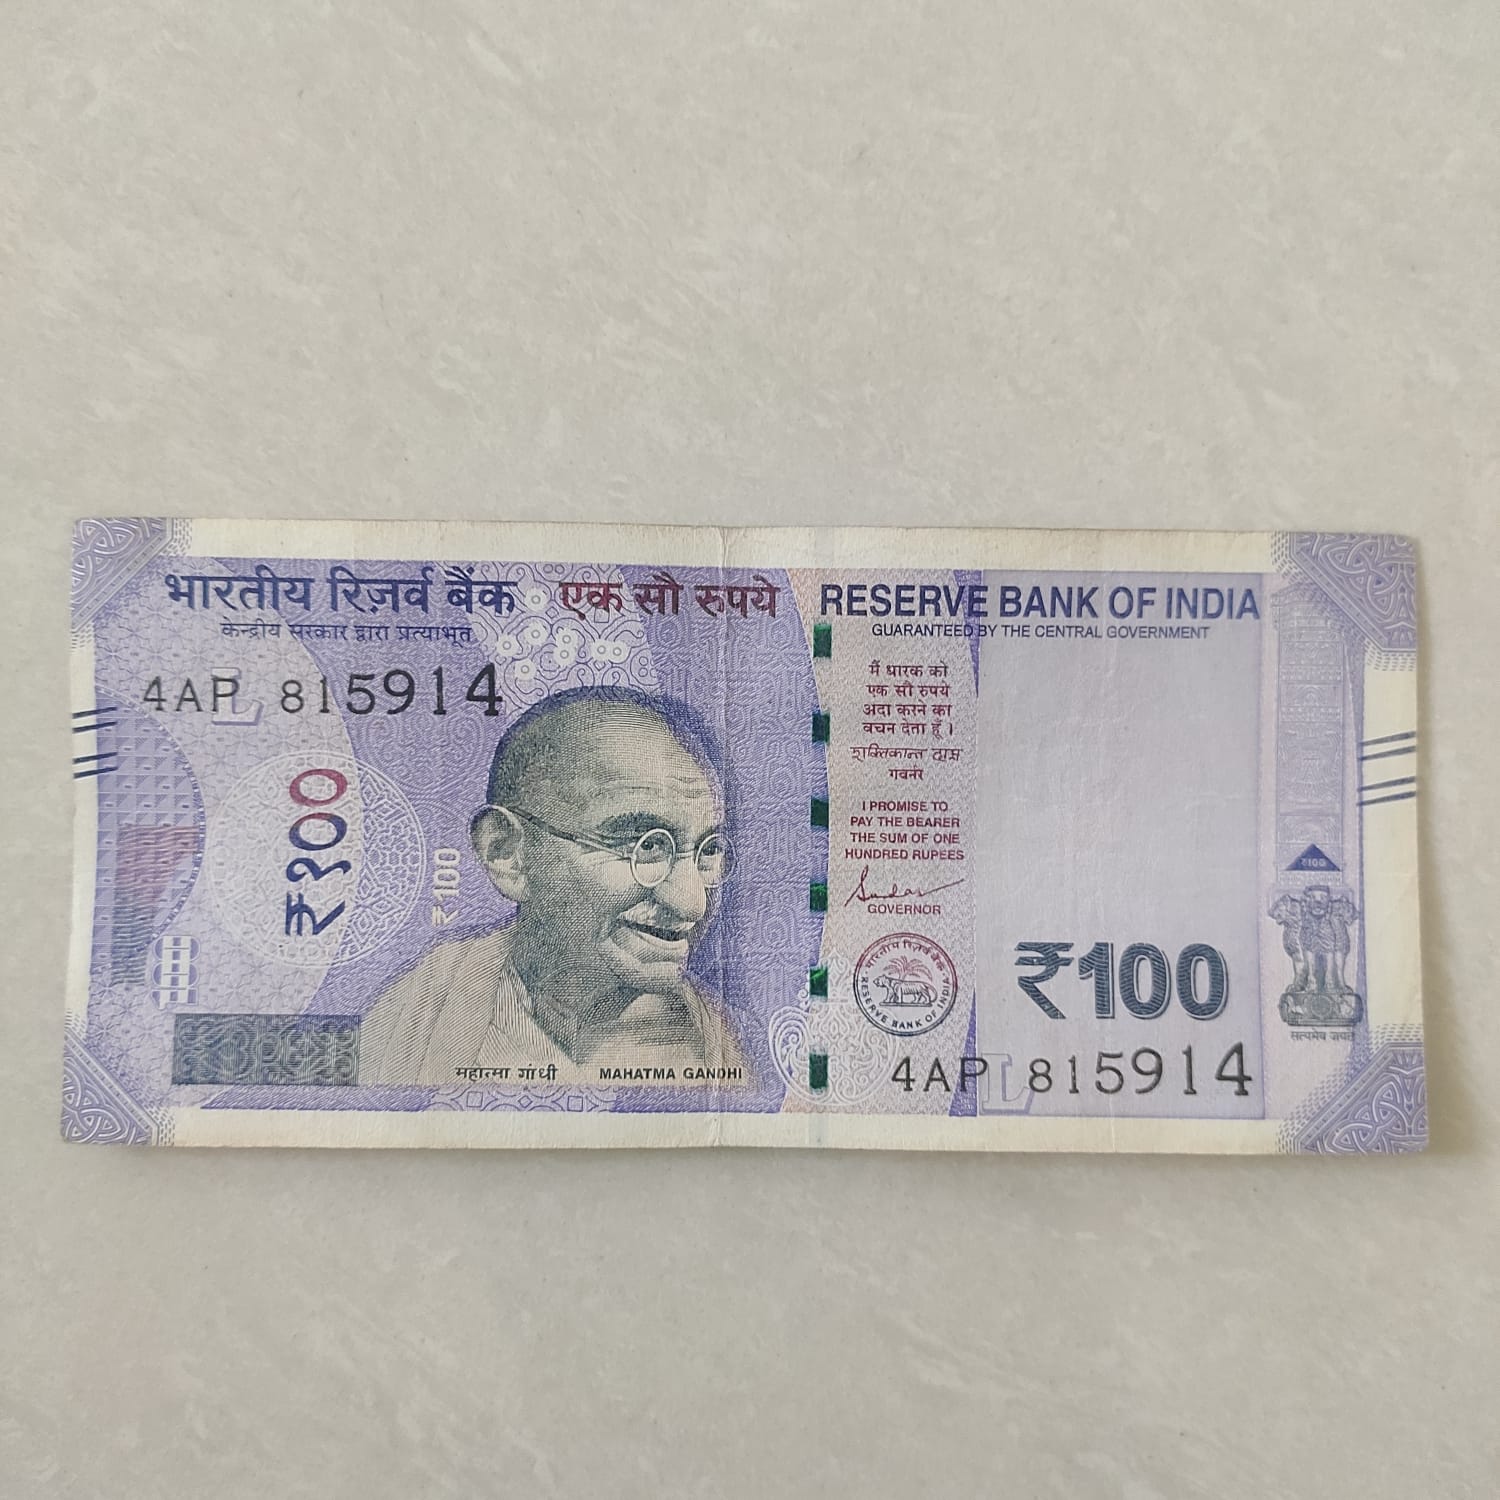 भारतीय रिज़र्व बैंक एक सौ रुपये
केन्द्रीय सरकार द्वारा प्रत्याभूत
RESERVE BANK OF INDIA
GUARANTEED BY THE CENTRAL GOVERNMENT
4AP 815914
L
₹१००
₹100
महात्मा गांधी MAHATMA GANDHI
मैं धारक को
एक सौ रुपये
अदा करने का
वचन देता हूँ ।
शक्तिकान्त दास
गवर्नर
I PROMISE TO
PAY THE BEARER
THE SUM OF ONE
HUNDRED RUPEES
GOVERNOR
भारतीय रिज़र्व बैंक
RESERVE BANK OF INDIA
₹100
4AP 815914
L
₹100
सत्यमेव जयते